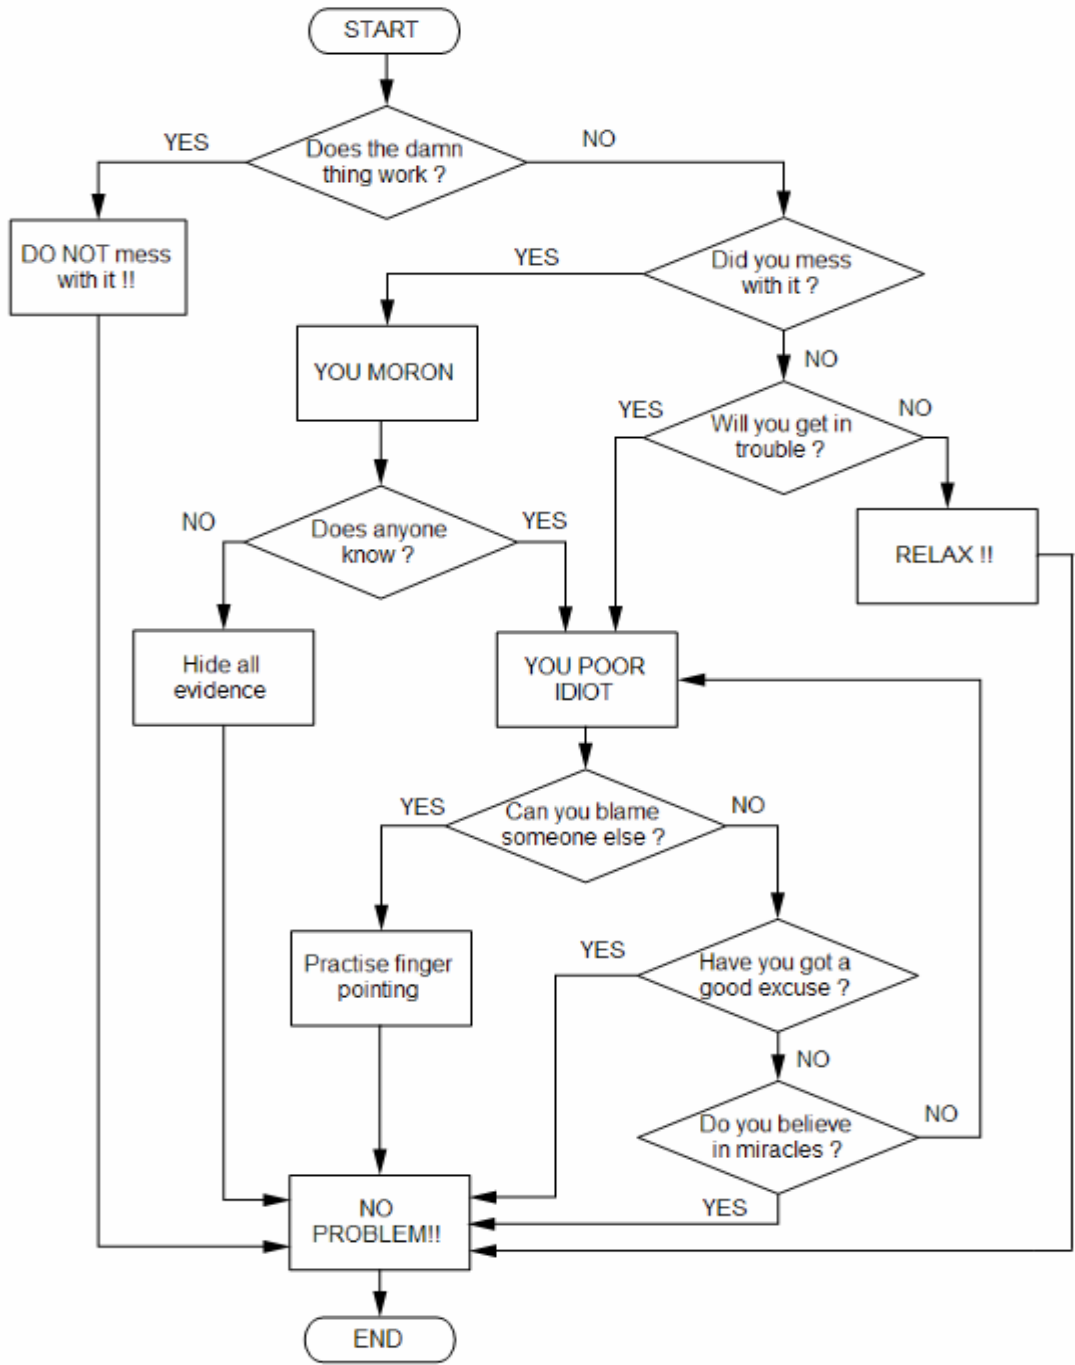 START
YES
NO
Does the damn
thing work ?
DO NOT mess
with it !!
YES
Did you mess
with it ?
YOU MORON
NO
YES
NO
Will you get in
trouble ?
NO
YES
Does anyone
know ?
RELAX !!
Hide all
evidence
YOU POOR
IDIOT
YES
NO
Can you blame
someone else ?
YES
Practise finger
pointing
Have you got a
good excuse ?
NO
Do you believe
in miracles ?
NO
YES
NO
PROBLEM!!
END